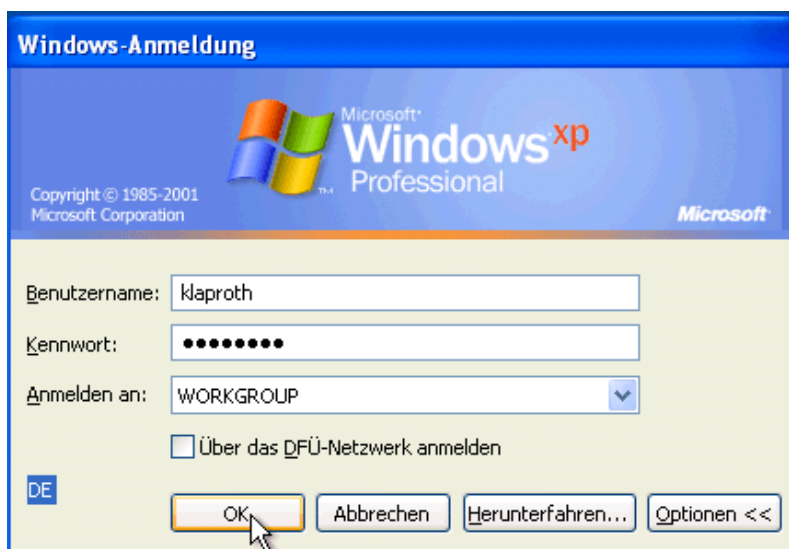 Windows-Anmeldung
Microsoft®
Windows xp
Professional
TM
Copyright © 1985-2001
Microsoft Corporation
Microsoft®
Benutzername: klaproth
Kennwort: ●●●●●●●●
Anmelden an: WORKGROUP
Über das DFÜ-Netzwerk anmelden
DE
OK Abbrechen Herunterfahren... Optionen <<